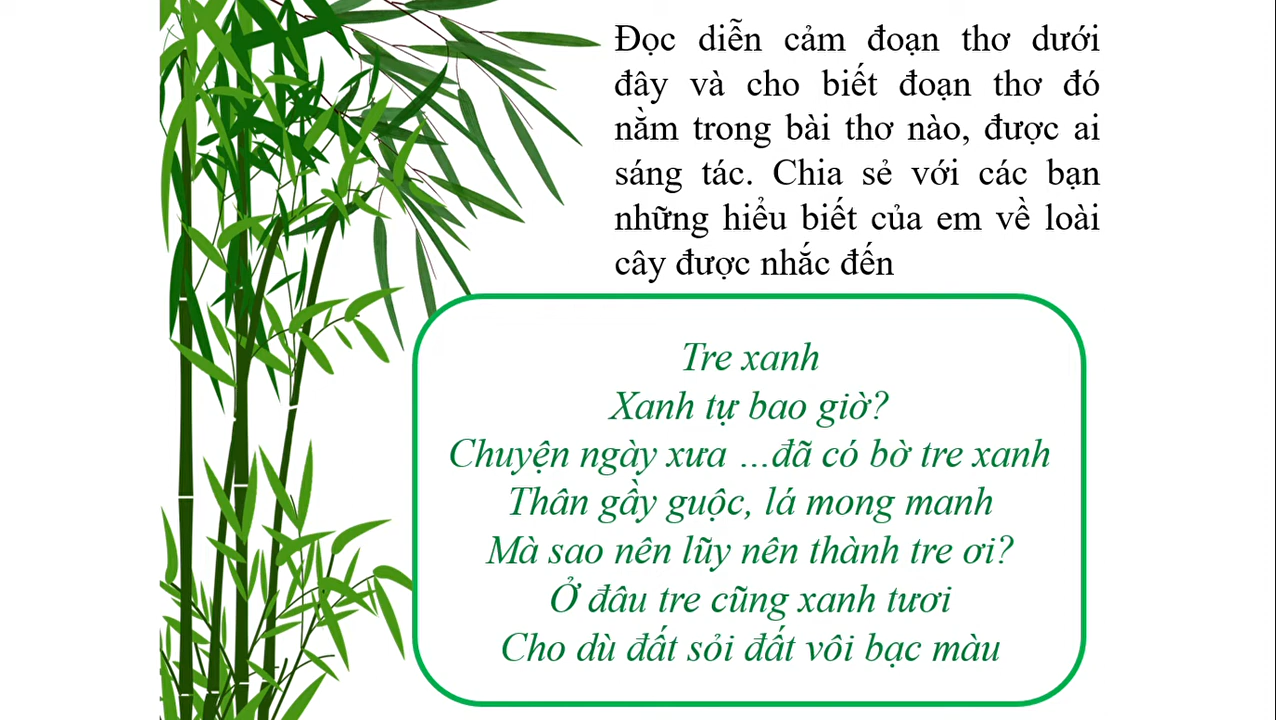 Đọc diễn cảm đoạn thơ dưới
đây và cho biết đoạn thơ đó
nằm trong bài thơ nào, được ai
sáng tác. Chia sẻ với các bạn
những hiểu biết của em về loài
cây được nhắc đến
Tre xanh
Xanh tự bao giờ?
Chuyện ngày xưa ...đã có bờ tre xanh
Thân gầy guộc, lá mong manh
Mà sao nên lũy nên thành tre ơi?
Ở đâu tre cũng xanh tươi
Cho dù đất sỏi đất vôi bạc màu